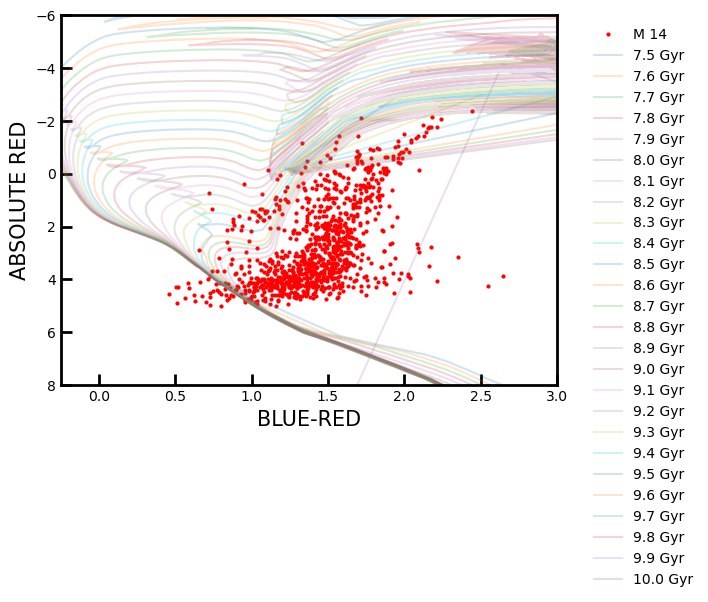 −6
−4
−2
0
2
4
6
8
ABSOLUTE RED
0.0 0.5 1.0 1.5 2.0 2.5 3.0
BLUE-RED
M 14
7.5 Gyr
7.6 Gyr
7.7 Gyr
7.8 Gyr
7.9 Gyr
8.0 Gyr
8.1 Gyr
8.2 Gyr
8.3 Gyr
8.4 Gyr
8.5 Gyr
8.6 Gyr
8.7 Gyr
8.8 Gyr
8.9 Gyr
9.0 Gyr
9.1 Gyr
9.2 Gyr
9.3 Gyr
9.4 Gyr
9.5 Gyr
9.6 Gyr
9.7 Gyr
9.8 Gyr
9.9 Gyr
10.0 Gyr